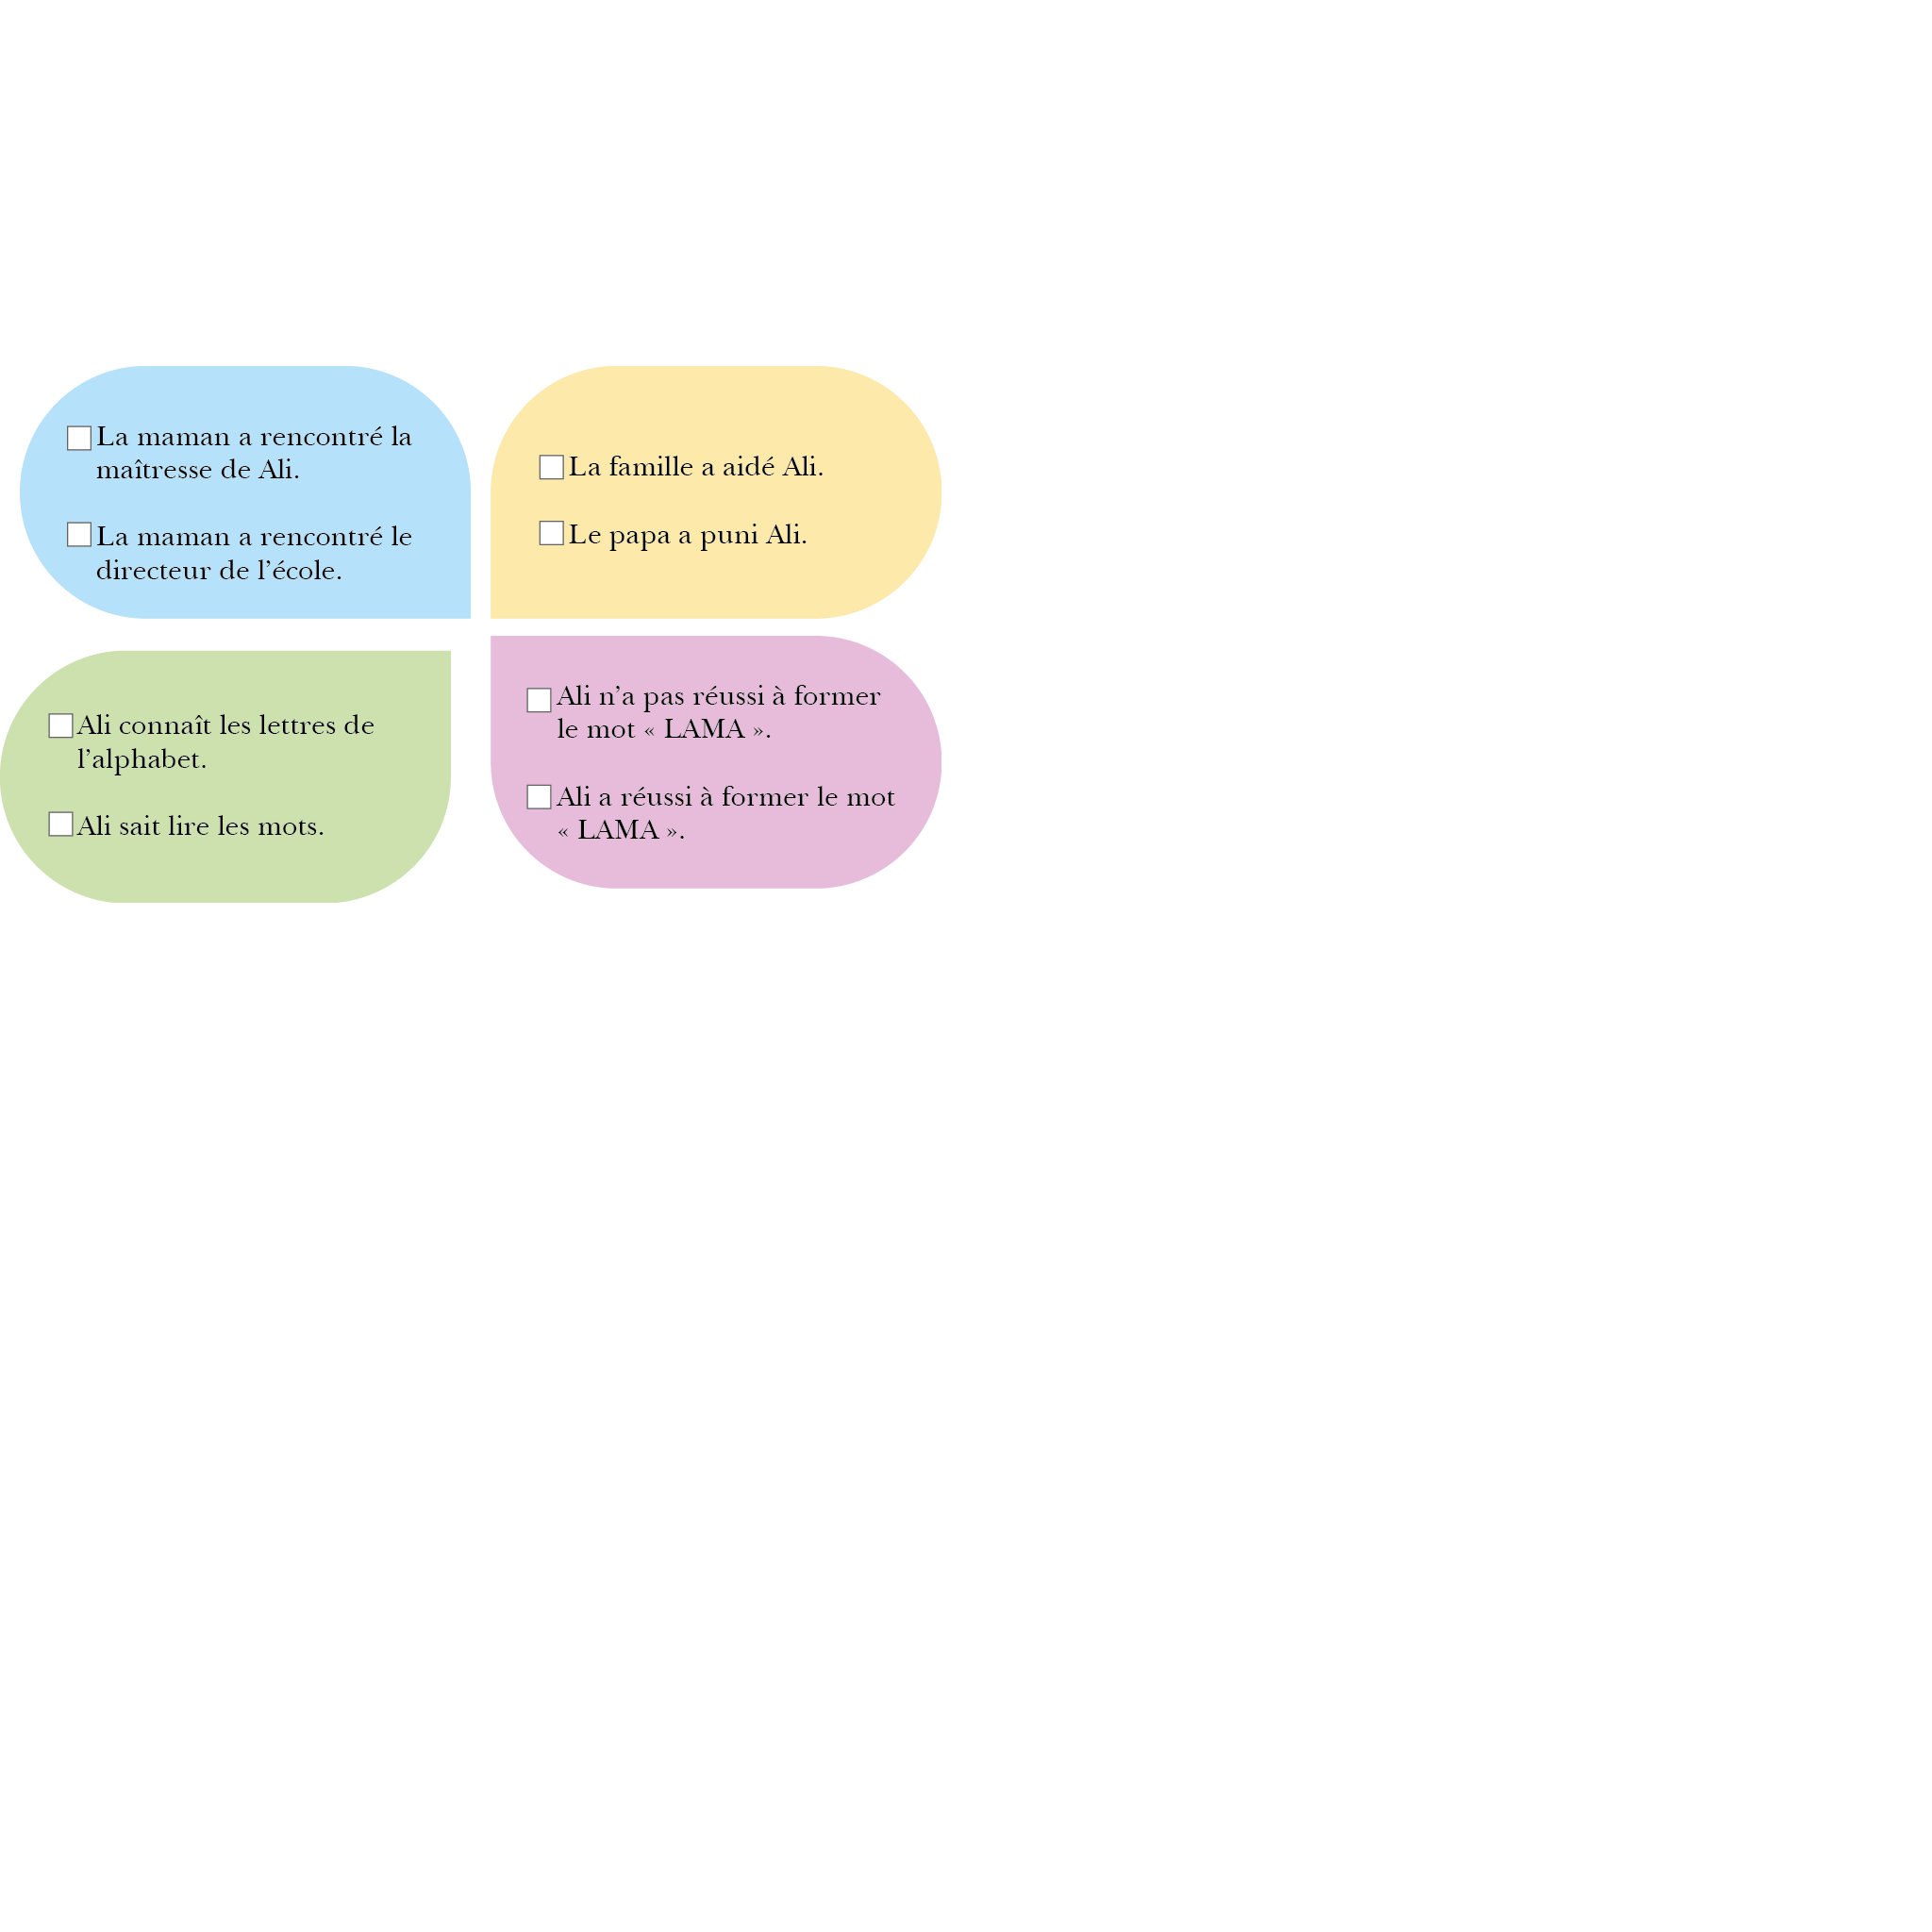 La maman a rencontré la
maîtresse de Ali.
La maman a rencontré le
directeur de l’école.
La famille a aidé Ali.
Le papa a puni Ali.
Ali connaît les lettres de
l’alphabet.
Ali sait lire les mots.
Ali n’a pas réussi à former
le mot « LAMA ».
Ali a réussi à former le mot
« LAMA ».